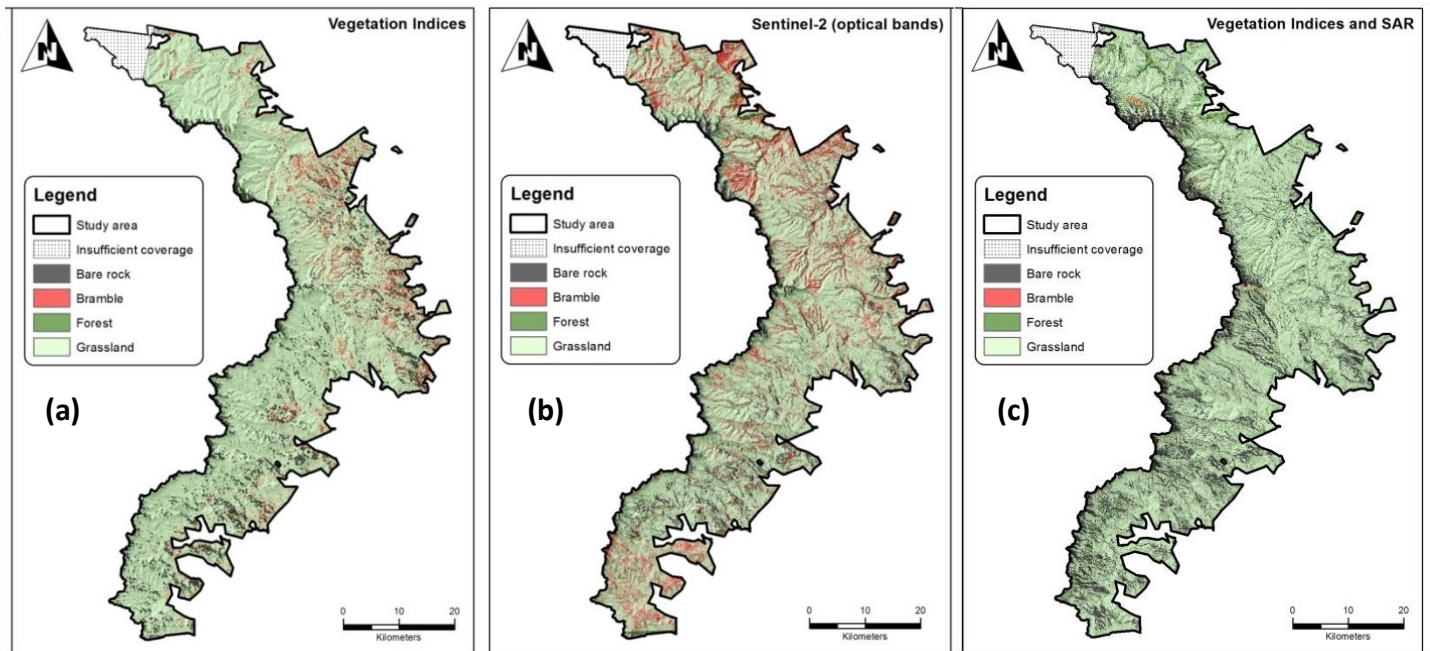 Vegetation Indices
N
Legend
Study area
Insufficient coverage
Bare rock
Bramble
Forest
Grassland
(a)
0 10 20
Kilometers
Sentinel-2 (optical bands)
N
Legend
Study area
Insufficient coverage
Bare rock
Bramble
Forest
Grassland
(b)
0 10 20
Kilometers
Vegetation Indices and SAR
N
Legend
Study area
Insufficient coverage
Bare rock
Bramble
Forest
Grassland
(c)
0 10 20
Kilometers